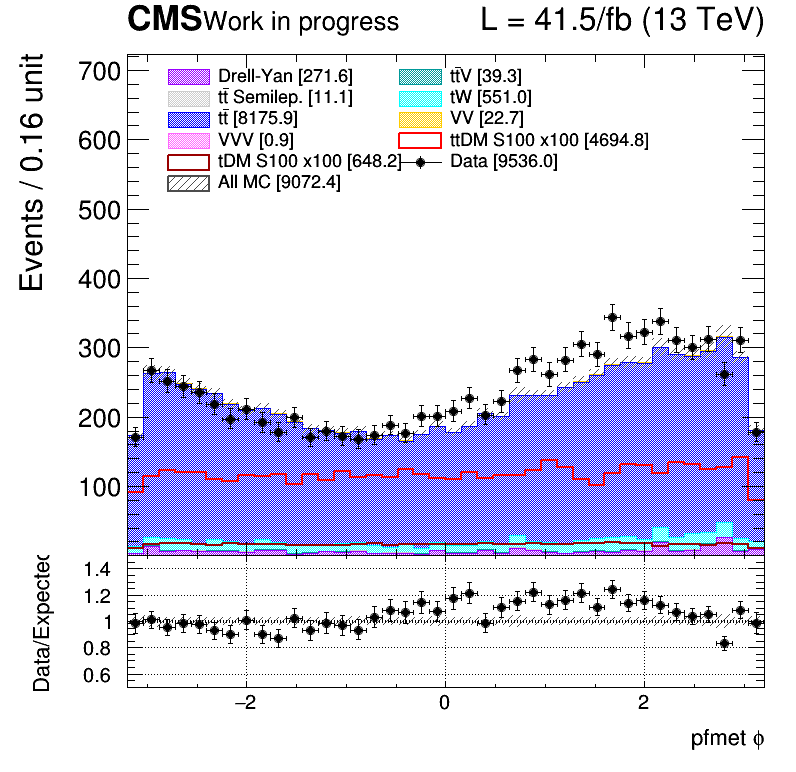 CMS Work in progress L = 41.5/fb (13 TeV)
Events / 0.16 unit
700
600
500
400
300
200
100
Drell-Yan [271.6] tt̄V [39.3]
tt̄ Semilep. [11.1] tW [551.0]
tt̄ [8175.9] VV [22.7]
VVV [0.9] ttDM S100 x100 [4694.8]
tDM S100 x100 [648.2] Data [9536.0]
All MC [9072.4]
Data/Expected
1.4
1.2
1
0.8
0.6
−2 0 2
pfmet ϕ